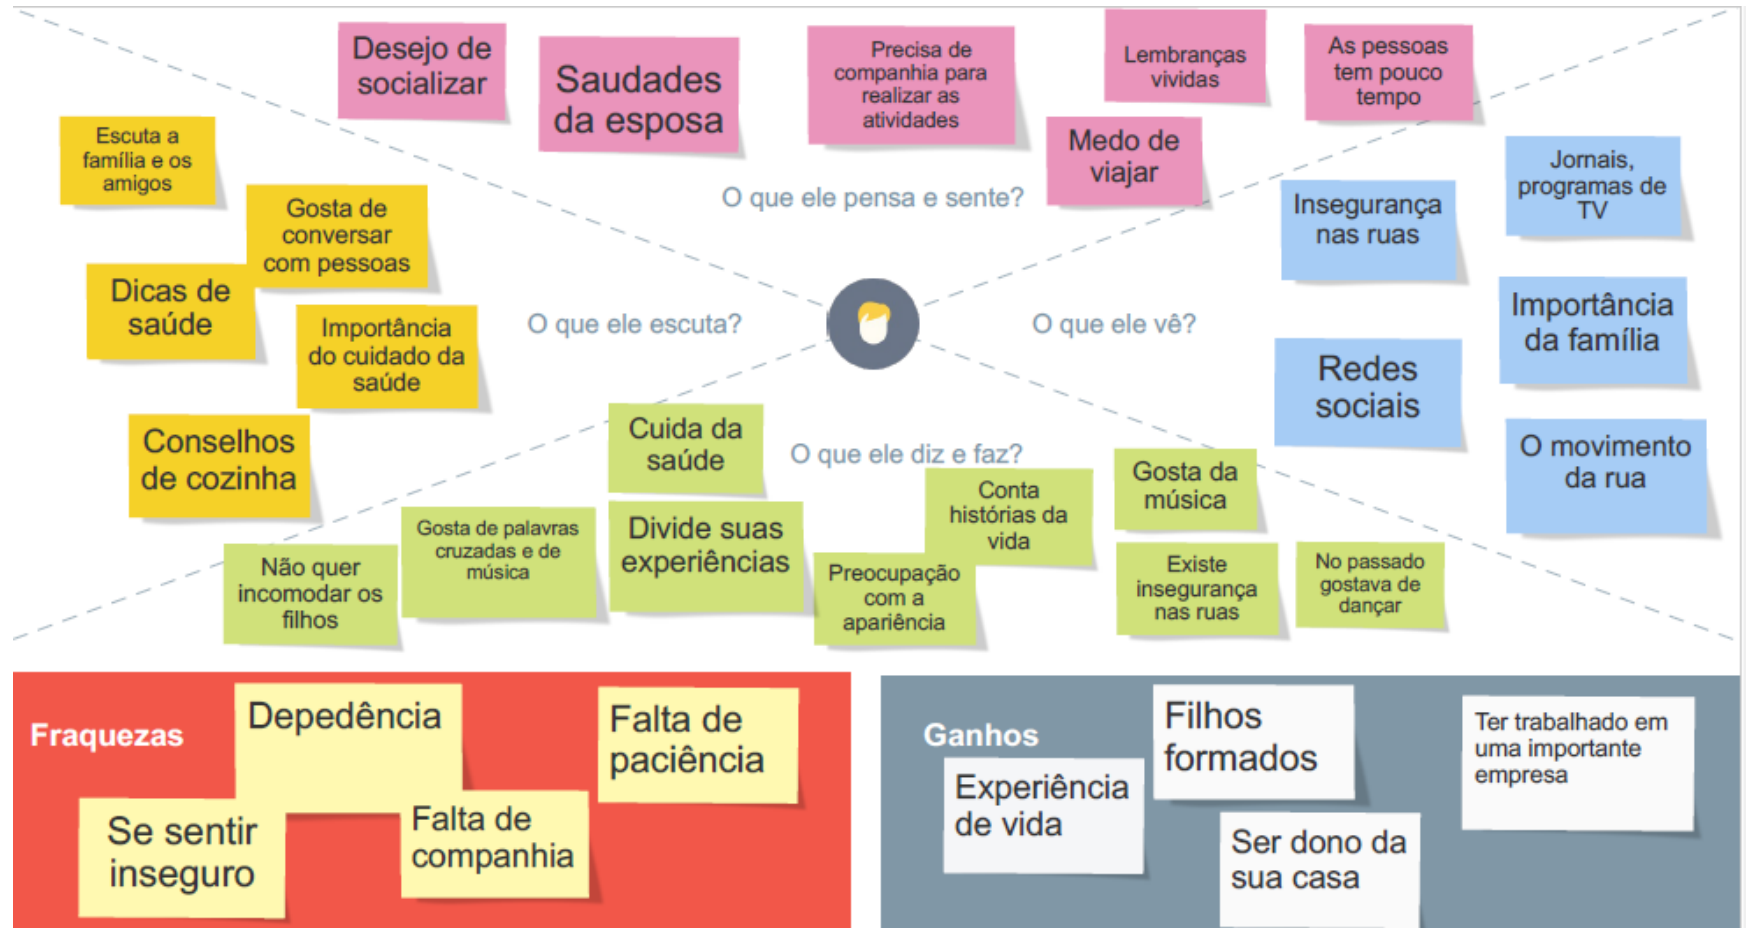 Desejo de
socializar
Saudades
da esposa
Precisa de
companhia para
realizar as
atividades
Lembranças
vividas
As pessoas
tem pouco
tempo
Medo de
viajar
O que ele pensa e sente?
Escuta a
família e os
amigos
Gosta de
conversar
com pessoas
Dicas de
saúde
Importância
do cuidado da
saúde
Conselhos
de cozinha
O que ele escuta?
O que ele vê?
Insegurança
nas ruas
Jornais,
programas de
TV
Importância
da família
Redes
sociais
O movimento
da rua
O que ele diz e faz?
Cuida da
saúde
Não quer
incomodar os
filhos
Gosta de palavras
cruzadas e de
música
Divide suas
experiências
Preocupação
com a
apariência
Conta
histórias da
vida
Gosta da
música
Existe
insegurança
nas ruas
No passado
gostava de
dançar
Fraquezas
Depedência
Falta de
paciência
Se sentir
inseguro
Falta de
companhia
Ganhos
Filhos
formados
Ter trabalhado em
uma importante
empresa
Experiência
de vida
Ser dono da
sua casa